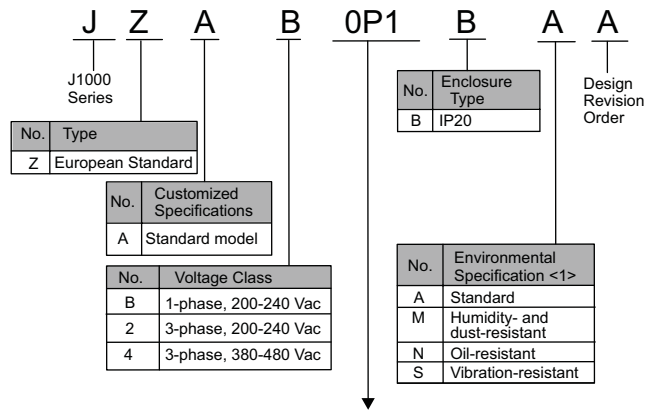 J Z A B 0P1 B A A
J1000
Series
No. Type
Z European Standard
No. Customized
Specifications
A Standard model
No. Voltage Class
B 1-phase, 200-240 Vac
2 3-phase, 200-240 Vac
4 3-phase, 380-480 Vac
No. Enclosure
Type
B IP20
Design
Revision
Order
No. Environmental
Specification <1>
A Standard
M Humidity- and
dust-resistant
N Oil-resistant
S Vibration-resistant